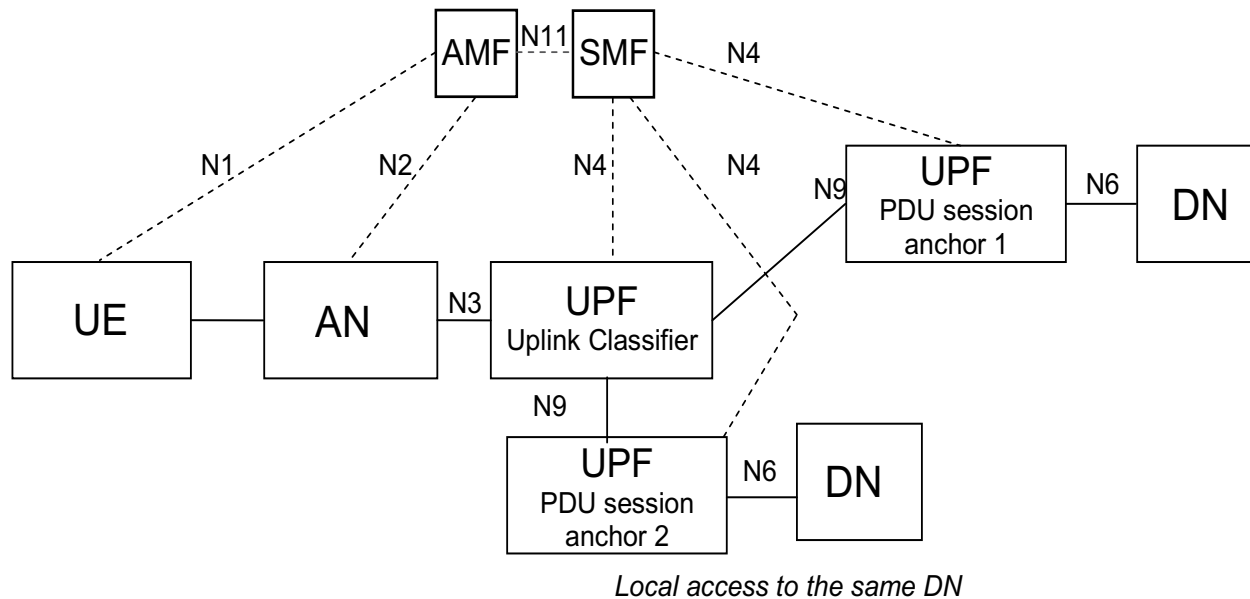 N11
AMF
SMF
N4
N1
N2
N4
N4
UPF
PDU session
anchor 1
N9
N6
DN
UE
AN
N3
UPF
Uplink Classifier
N9
UPF
PDU session
anchor 2
N6
DN
Local access to the same DN